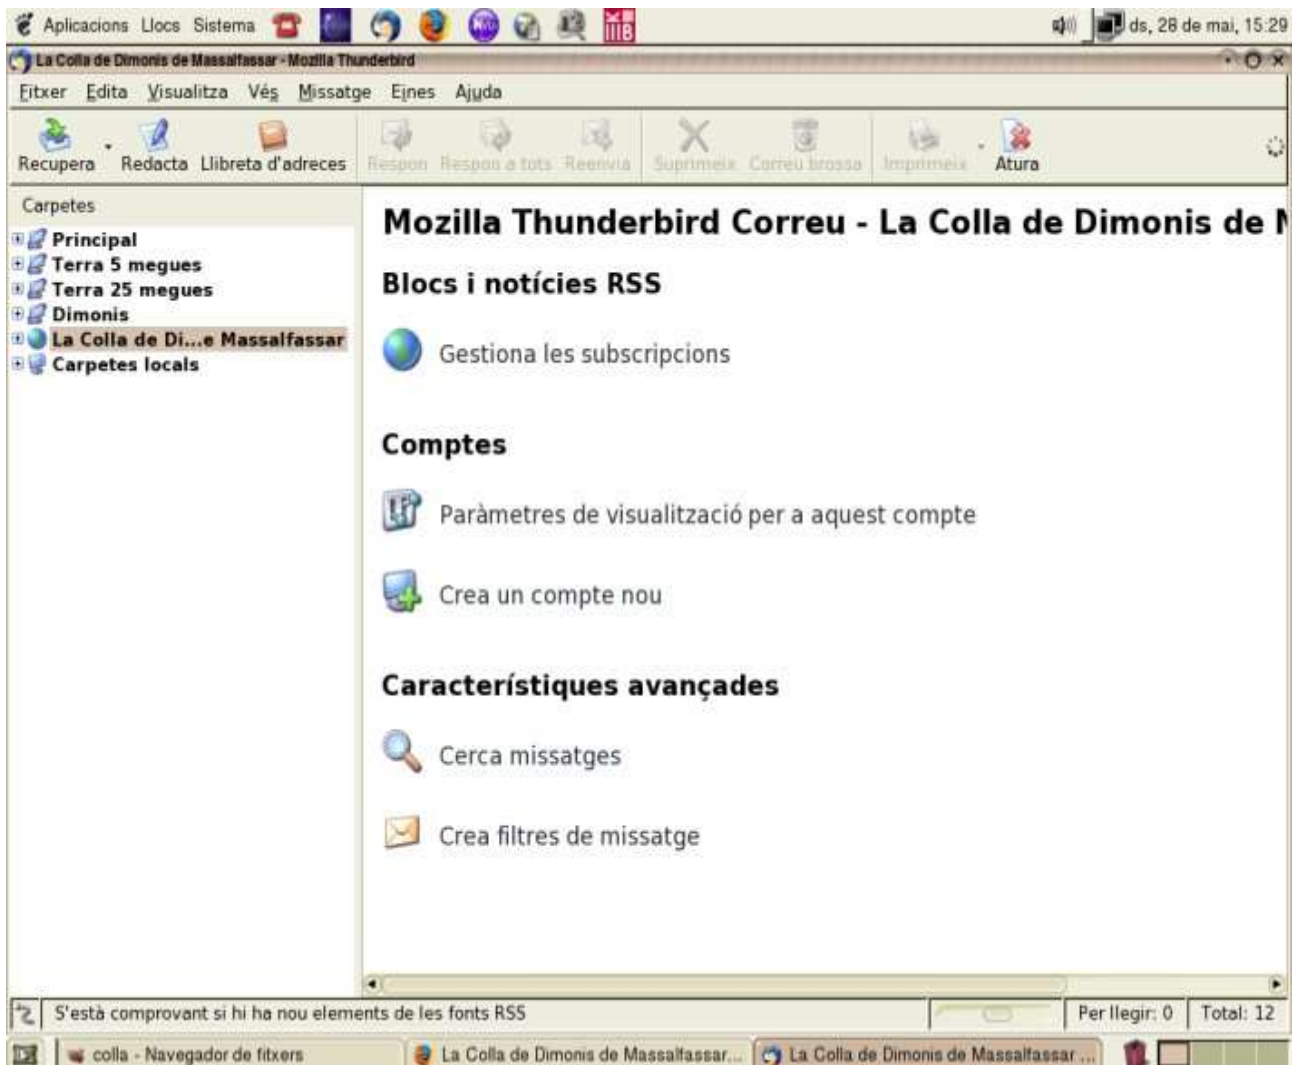 Aplicacions Llocs Sistema
ds, 28 de mai, 15:29
La Colla de Dimonis de Massalfassar - Mozilla Thunderbird
Fitxer Edita Visualitza Vés Missatge Eines Ajuda
Recupera Redacta Llibreta d'adreces Respon Respon a tots Reenvia Suprimeix Correu brossa Imprimeix Atura
Carpetes
Principal
Terra 5 megues
Terra 25 megues
Dimonis
La Colla de Di...e Massalfassar
Carpetes locals
Mozilla Thunderbird Correu - La Colla de Dimonis de
Blocs i notícies RSS
Gestiona les subscripcions
Comptes
Paràmetres de visualització per a aquest compte
Crea un compte nou
Característiques avançades
Cerca missatges
Crea filtres de missatge
S'està comprovant si hi ha nou elements de les fonts RSS
Per llegir: 0 Total: 12
colla - Navegador de fitxers
La Colla de Dimonis de Massalfassar...
La Colla de Dimonis de Massalfassar ...